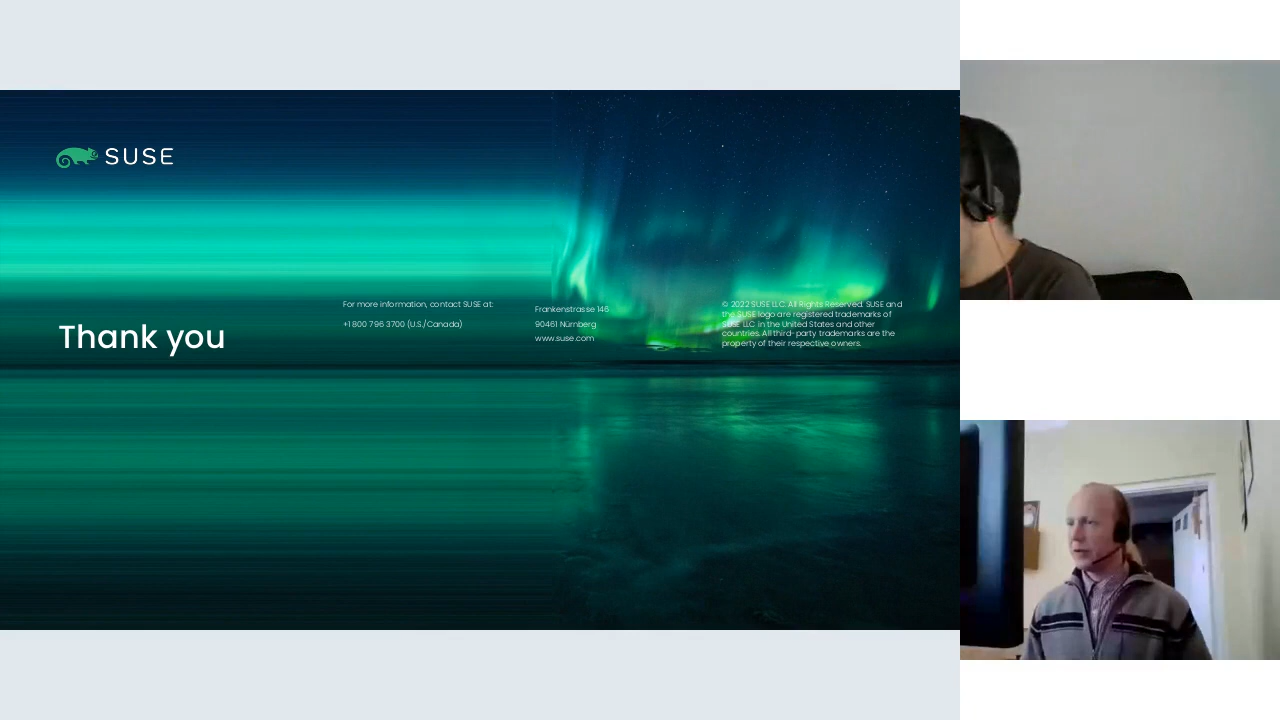 SUSE
Thank you
For more information, contact SUSE at:
+1 800 796 3700 (U.S./Canada)
Frankenstrasse 146
90461 Nürnberg
www.suse.com
© 2022 SUSE LLC. All Rights Reserved. SUSE and
the SUSE logo are registered trademarks of
SUSE LLC in the United States and other
countries. All third-party trademarks are the
property of their respective owners.